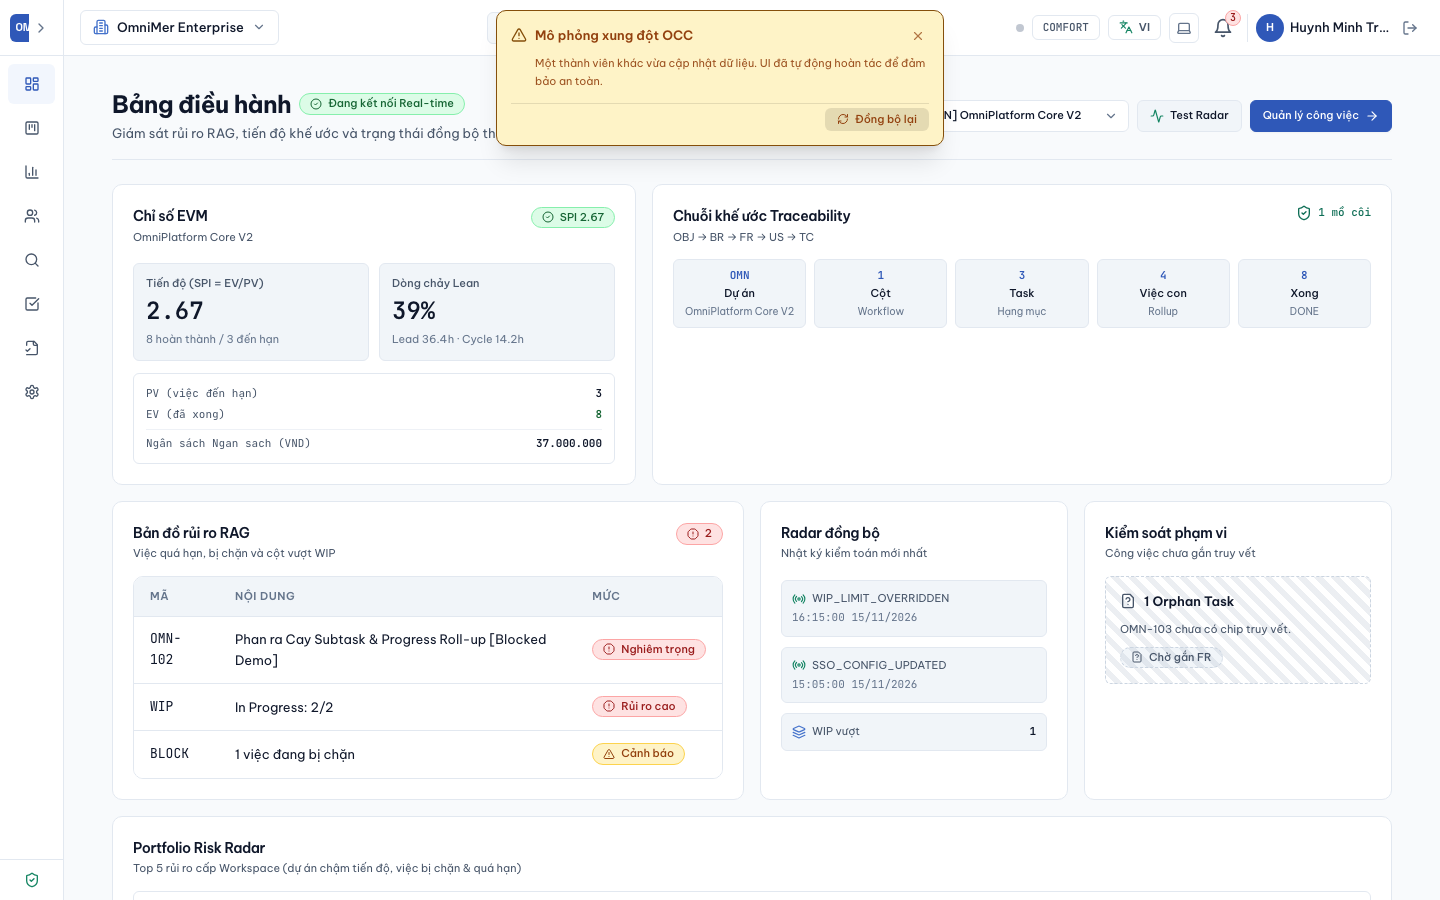 OmniMer Enterprise
COMFORT
VI
3
H
Huynh Minh Tr...
Mô phỏng xung đột OCC
Một thành viên khác vừa cập nhật dữ liệu. UI đã tự động hoàn tác để đảm
bảo an toàn.
Đồng bộ lại
Bảng điều hành
Đang kết nối Real-time
Giám sát rủi ro RAG, tiến độ khế ước và trạng thái đồng bộ th
N] OmniPlatform Core V2
Test Radar
Quản lý công việc
Chỉ số EVM
OmniPlatform Core V2
SPI 2.67
Tiến độ (SPI = EV/PV)
2.67
8 hoàn thành / 3 đến hạn
Dòng chảy Lean
39%
Lead 36.4h · Cycle 14.2h
PV (việc đến hạn)
3
EV (đã xong)
8
Ngân sách Ngan sach (VND)
37.000.000
Chuỗi khế ước Traceability
OBJ → BR → FR → US → TC
1 mồ côi
OMN
Dự án
OmniPlatform Core V2
1
Cột
Workflow
3
Task
Hạng mục
4
Việc con
Rollup
8
Xong
DONE
Bản đồ rủi ro RAG
Việc quá hạn, bị chặn và cột vượt WIP
2
MÃ
NỘI DUNG
MỨC
OMN-
102
Phan ra Cay Subtask & Progress Roll-up [Blocked
Demo]
Nghiêm trọng
WIP
In Progress: 2/2
Rủi ro cao
BLOCK
1 việc đang bị chặn
Cảnh báo
Radar đồng bộ
Nhật ký kiểm toán mới nhất
WIP_LIMIT_OVERRIDDEN
16:15:00 15/11/2026
SSO_CONFIG_UPDATED
15:05:00 15/11/2026
WIP vượt
1
Kiểm soát phạm vi
Công việc chưa gắn truy vết
1 Orphan Task
OMN-103 chưa có chip truy vết.
Chờ gắn FR
Portfolio Risk Radar
Top 5 rủi ro cấp Workspace (dự án chậm tiến độ, việc bị chặn & quá hạn)